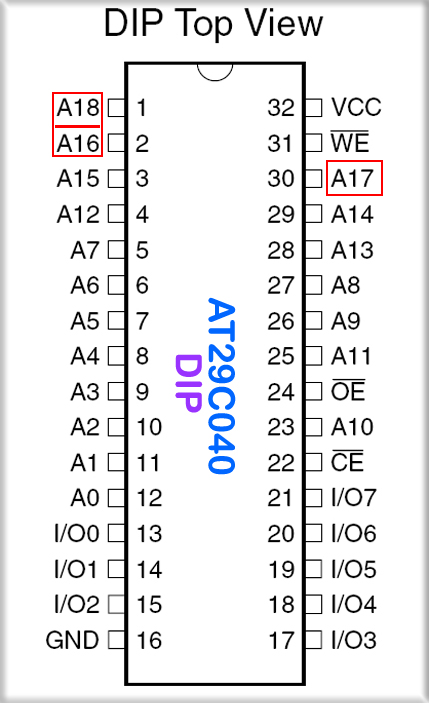 DIP Top View
A18 1 32 VCC
A16 2 31 W̅E̅
A15 3 30 A17
A12 4 29 A14
A7 5 28 A13
A6 6 27 A8
A5 7 26 A9
A4 8 25 A11
A3 9 24 O̅E̅
A2 10 23 A10
A1 11 22 C̅E̅
A0 12 21 I/O7
I/O0 13 20 I/O6
I/O1 14 19 I/O5
I/O2 15 18 I/O4
GND 16 17 I/O3
AT29C040
DIP